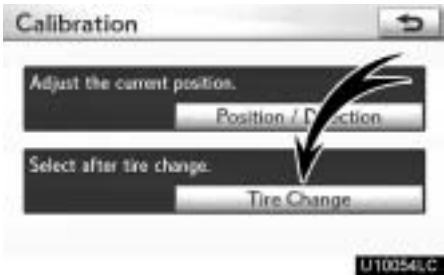 Calibration
Adjust the current position.
Position / Direction
Select after tire change.
Tire Change
U10054LC